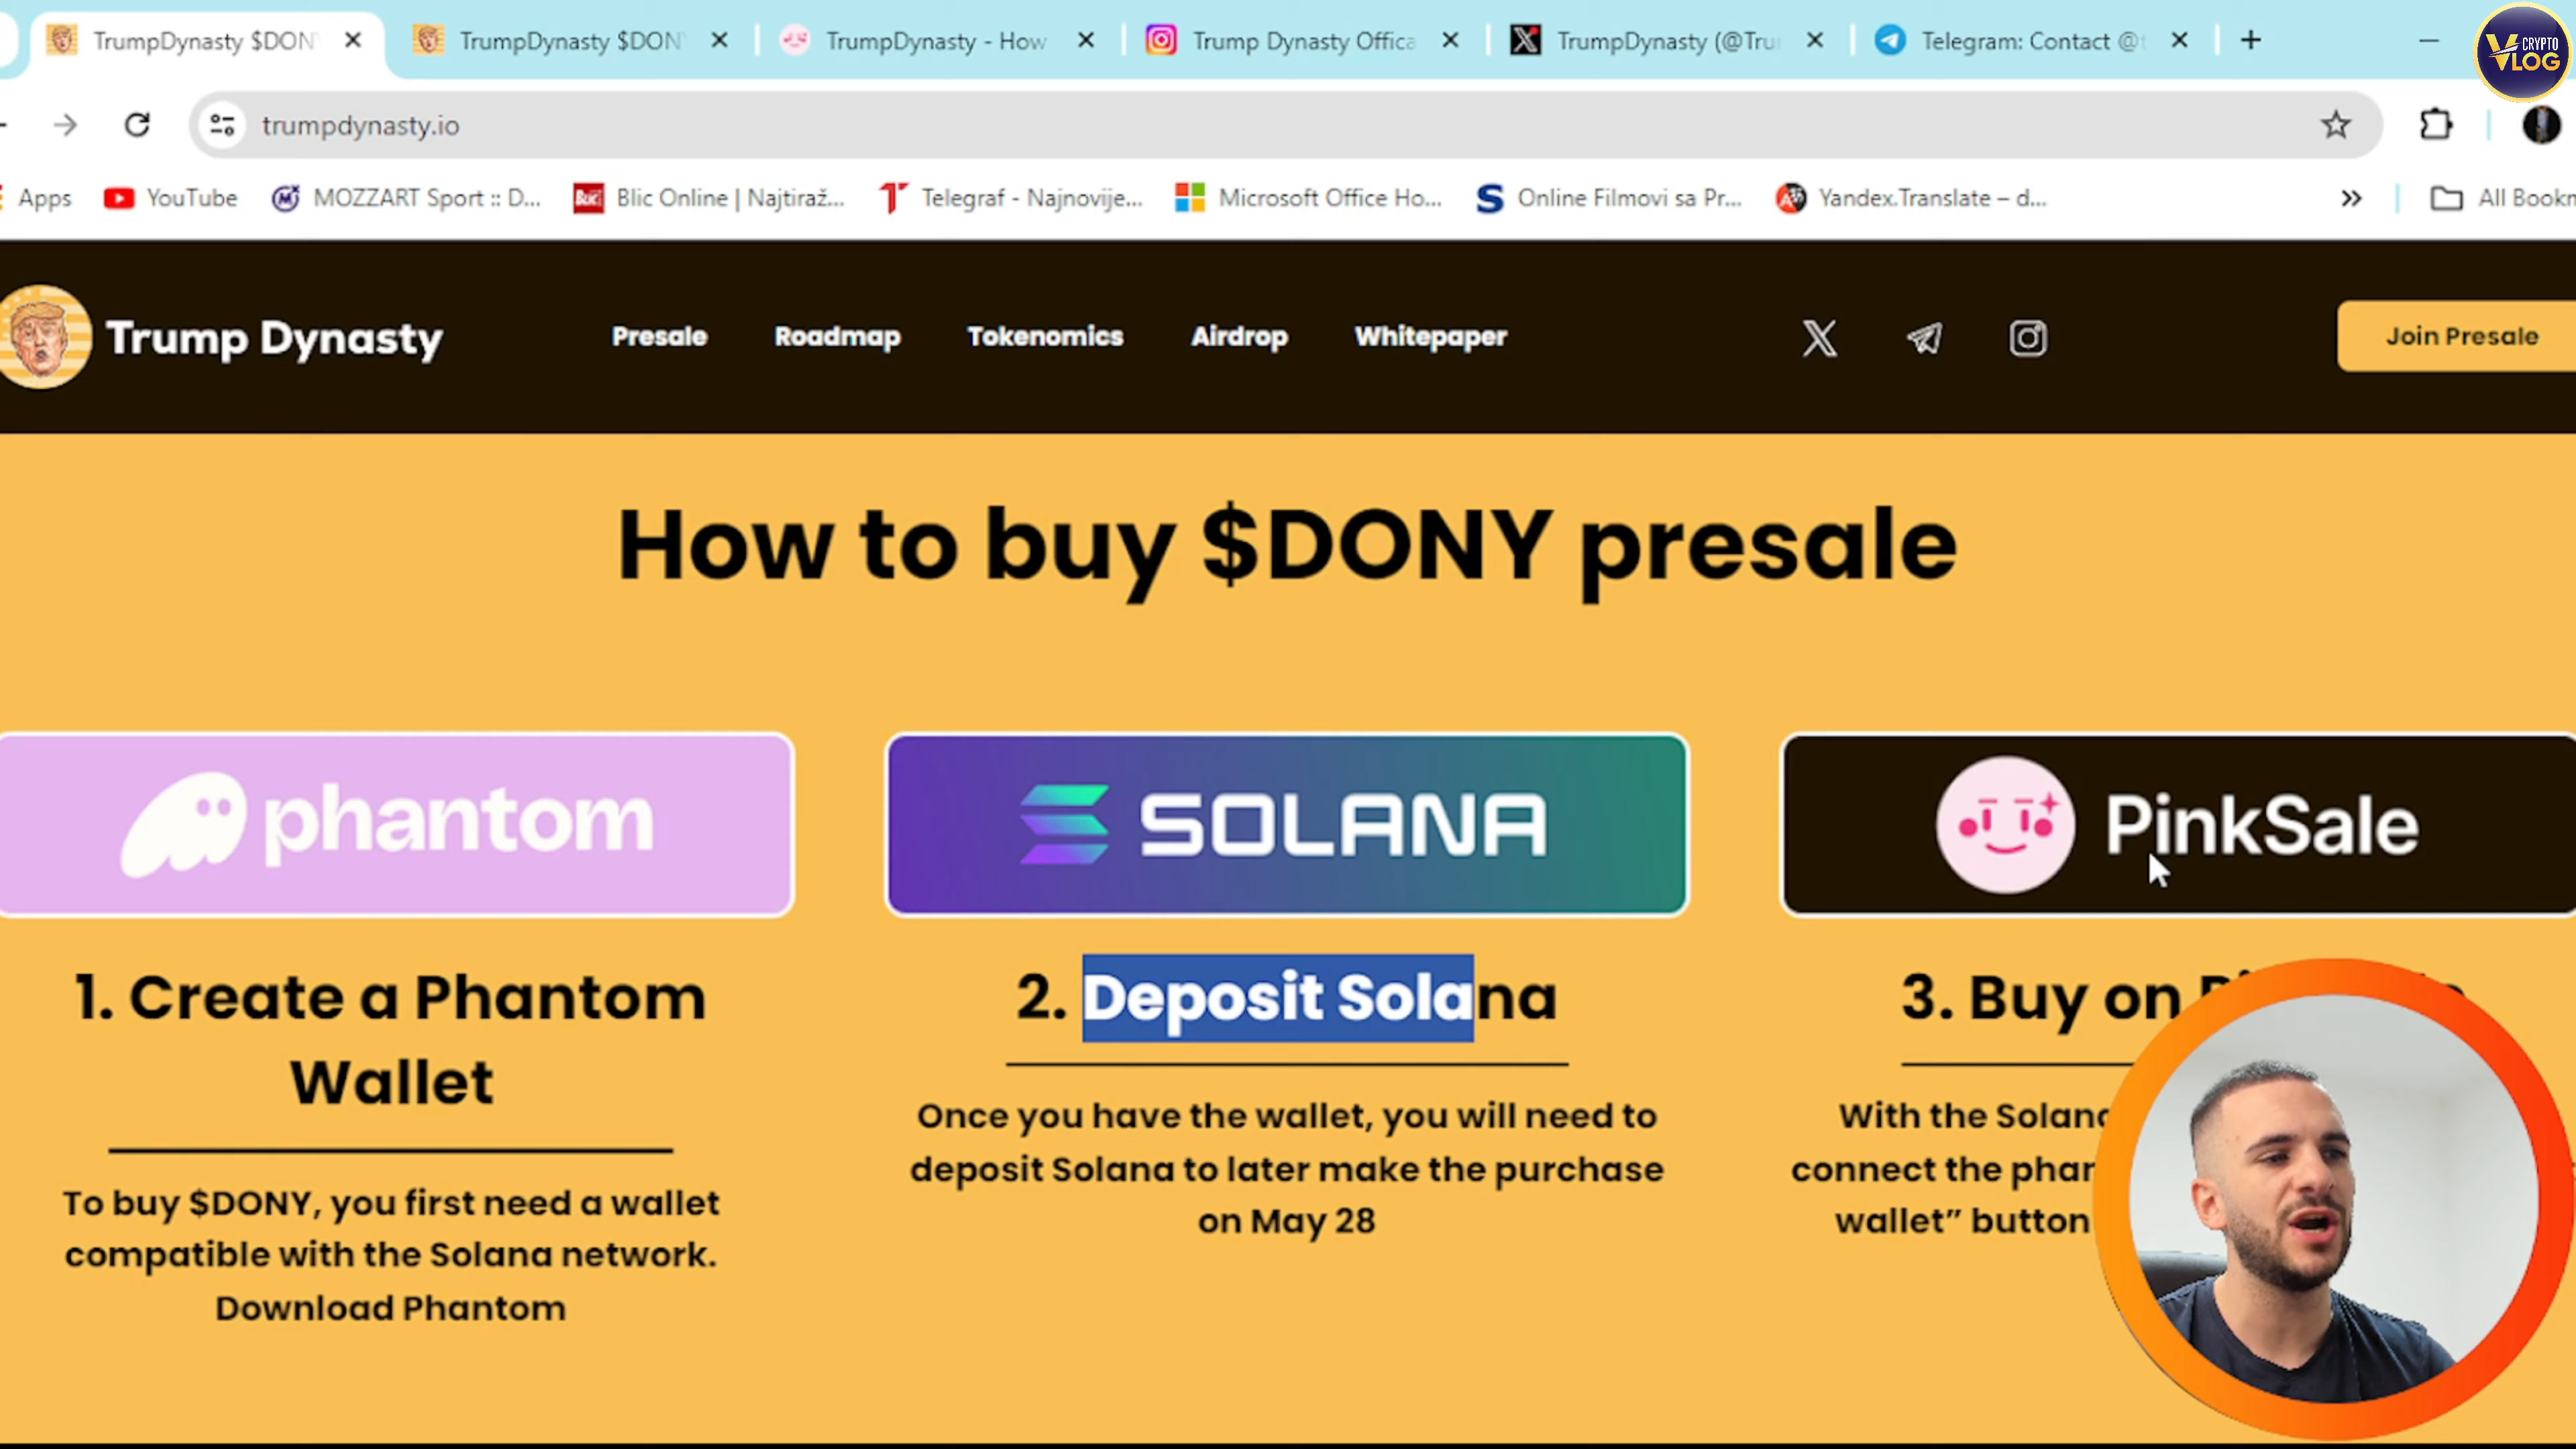 TrumpDynasty $DON
TrumpDynasty $DON
TrumpDynasty - How
Trump Dynasty Offica
TrumpDynasty (@Tru
Telegram: Contact @t
CRYPTO
VLOG
trumpdynasty.io
Apps
YouTube
MOZZART Sport :: D...
Blic Online | Najtiraž...
Telegraf - Najnovije...
Microsoft Office Ho...
Online Filmovi sa Pr...
Yandex.Translate – d...
All Bookm
Trump Dynasty
Presale
Roadmap
Tokenomics
Airdrop
Whitepaper
Join Presale
How to buy $DONY presale
phantom
SOLANA
PinkSale
1. Create a Phantom
Wallet
To buy $DONY, you first need a wallet
compatible with the Solana network.
Download Phantom
2. Deposit Solana
Once you have the wallet, you will need to
deposit Solana to later make the purchase
on May 28
3. Buy on
With the Solana
connect the phan
wallet” button